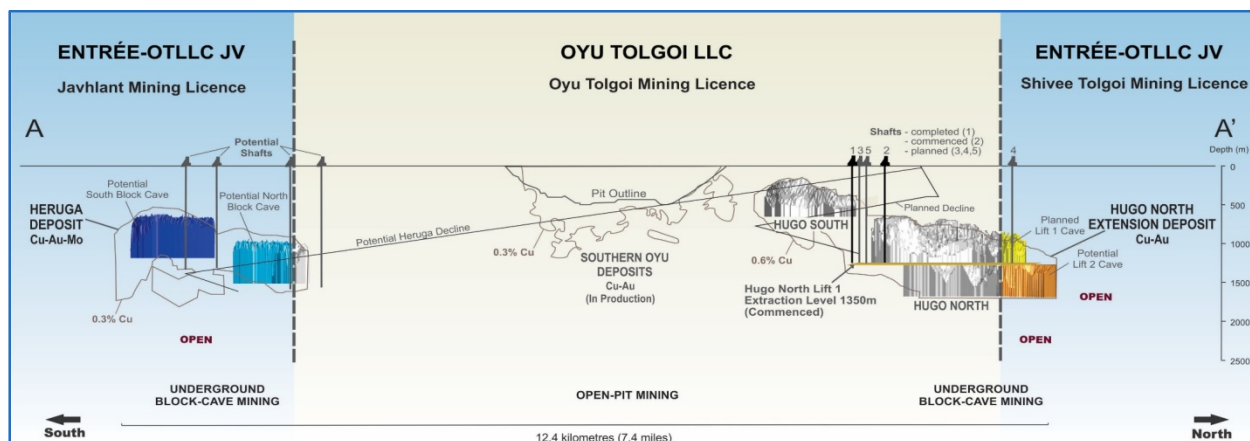 ENTRÉE-OTLLC JV
Javhlant Mining Licence
OYU TOLGOI LLC
Oyu Tolgoi Mining Licence
ENTRÉE-OTLLC JV
Shivee Tolgoi Mining Licence
A
A'
Depth (m)
Potential
Shafts
Shafts - completed (1)
- commenced (2)
- planned (3,4,5)
1 3 5 2
4
0
500
1000
1500
2000
2500
Potential
South Block Cave
Potential North
Block Cave
HERUGA
DEPOSIT
Cu-Au-Mo
0.3% Cu
OPEN
Pit Outline
Potential Heruga Decline
0.3% Cu
SOUTHERN OYU
DEPOSITS
Cu-Au
(In Production)
HUGO SOUTH
0.6% Cu
Planned Decline
Hugo North Lift 1
Extraction Level 1350m
(Commenced)
HUGO NORTH
Planned
Lift 1 Cave
Potential
Lift 2 Cave
HUGO NORTH
EXTENSION DEPOSIT
Cu-Au
OPEN
OPEN
UNDERGROUND
BLOCK-CAVE MINING
OPEN-PIT MINING
UNDERGROUND
BLOCK-CAVE MINING
South
North
12.4 kilometres (7.4 miles)